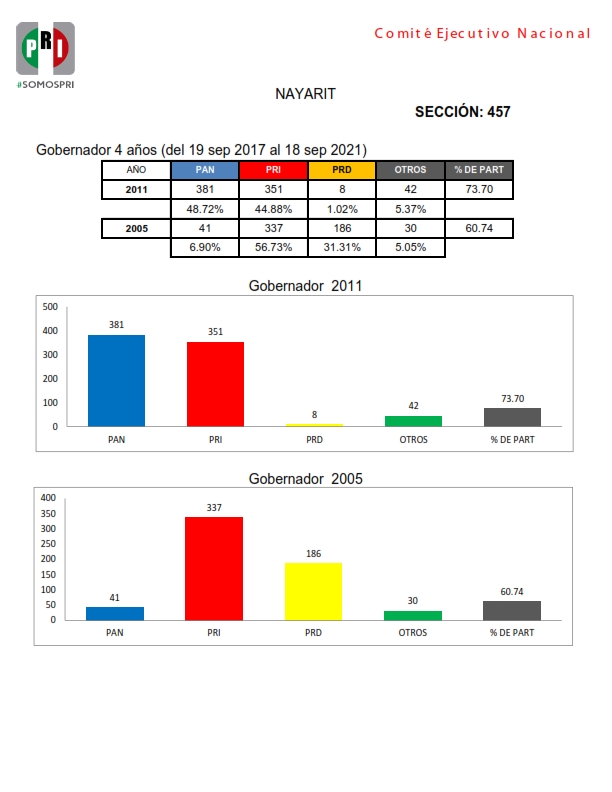 Comité Ejecutivo Nacional
PRI
#SOMOSPRI
NAYARIT
SECCIÓN: 457
Gobernador 4 años (del 19 sep 2017 al 18 sep 2021)
AÑO PAN PRI PRD OTROS % DE PART
2011 381 351 8 42 73.70
48.72% 44.88% 1.02% 5.37%
2005 41 337 186 30 60.74
6.90% 56.73% 31.31% 5.05%
Gobernador 2011
500
400
300
200
100
0
381
351
8
42
73.70
PAN PRI PRD OTROS % DE PART
Gobernador 2005
400
350
300
250
200
150
100
50
0
41
337
186
30
60.74
PAN PRI PRD OTROS % DE PART